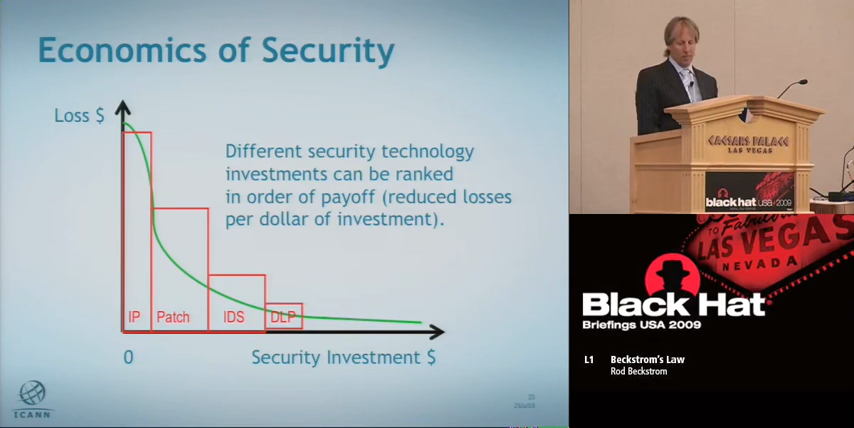 Economics of Security
Loss $
Different security technology
investments can be ranked
in order of payoff (reduced losses
per dollar of investment).
IP
Patch
IDS
DLP
0
Security Investment $
ICANN
CAESARS PALACE
LAS VEGAS
black hat USA 2009
TO Fabulous
LAS VEGAS
NEVADA
Black Hat
Briefings USA 2009
L1 Beckstrom's Law
Rod Beckstrom